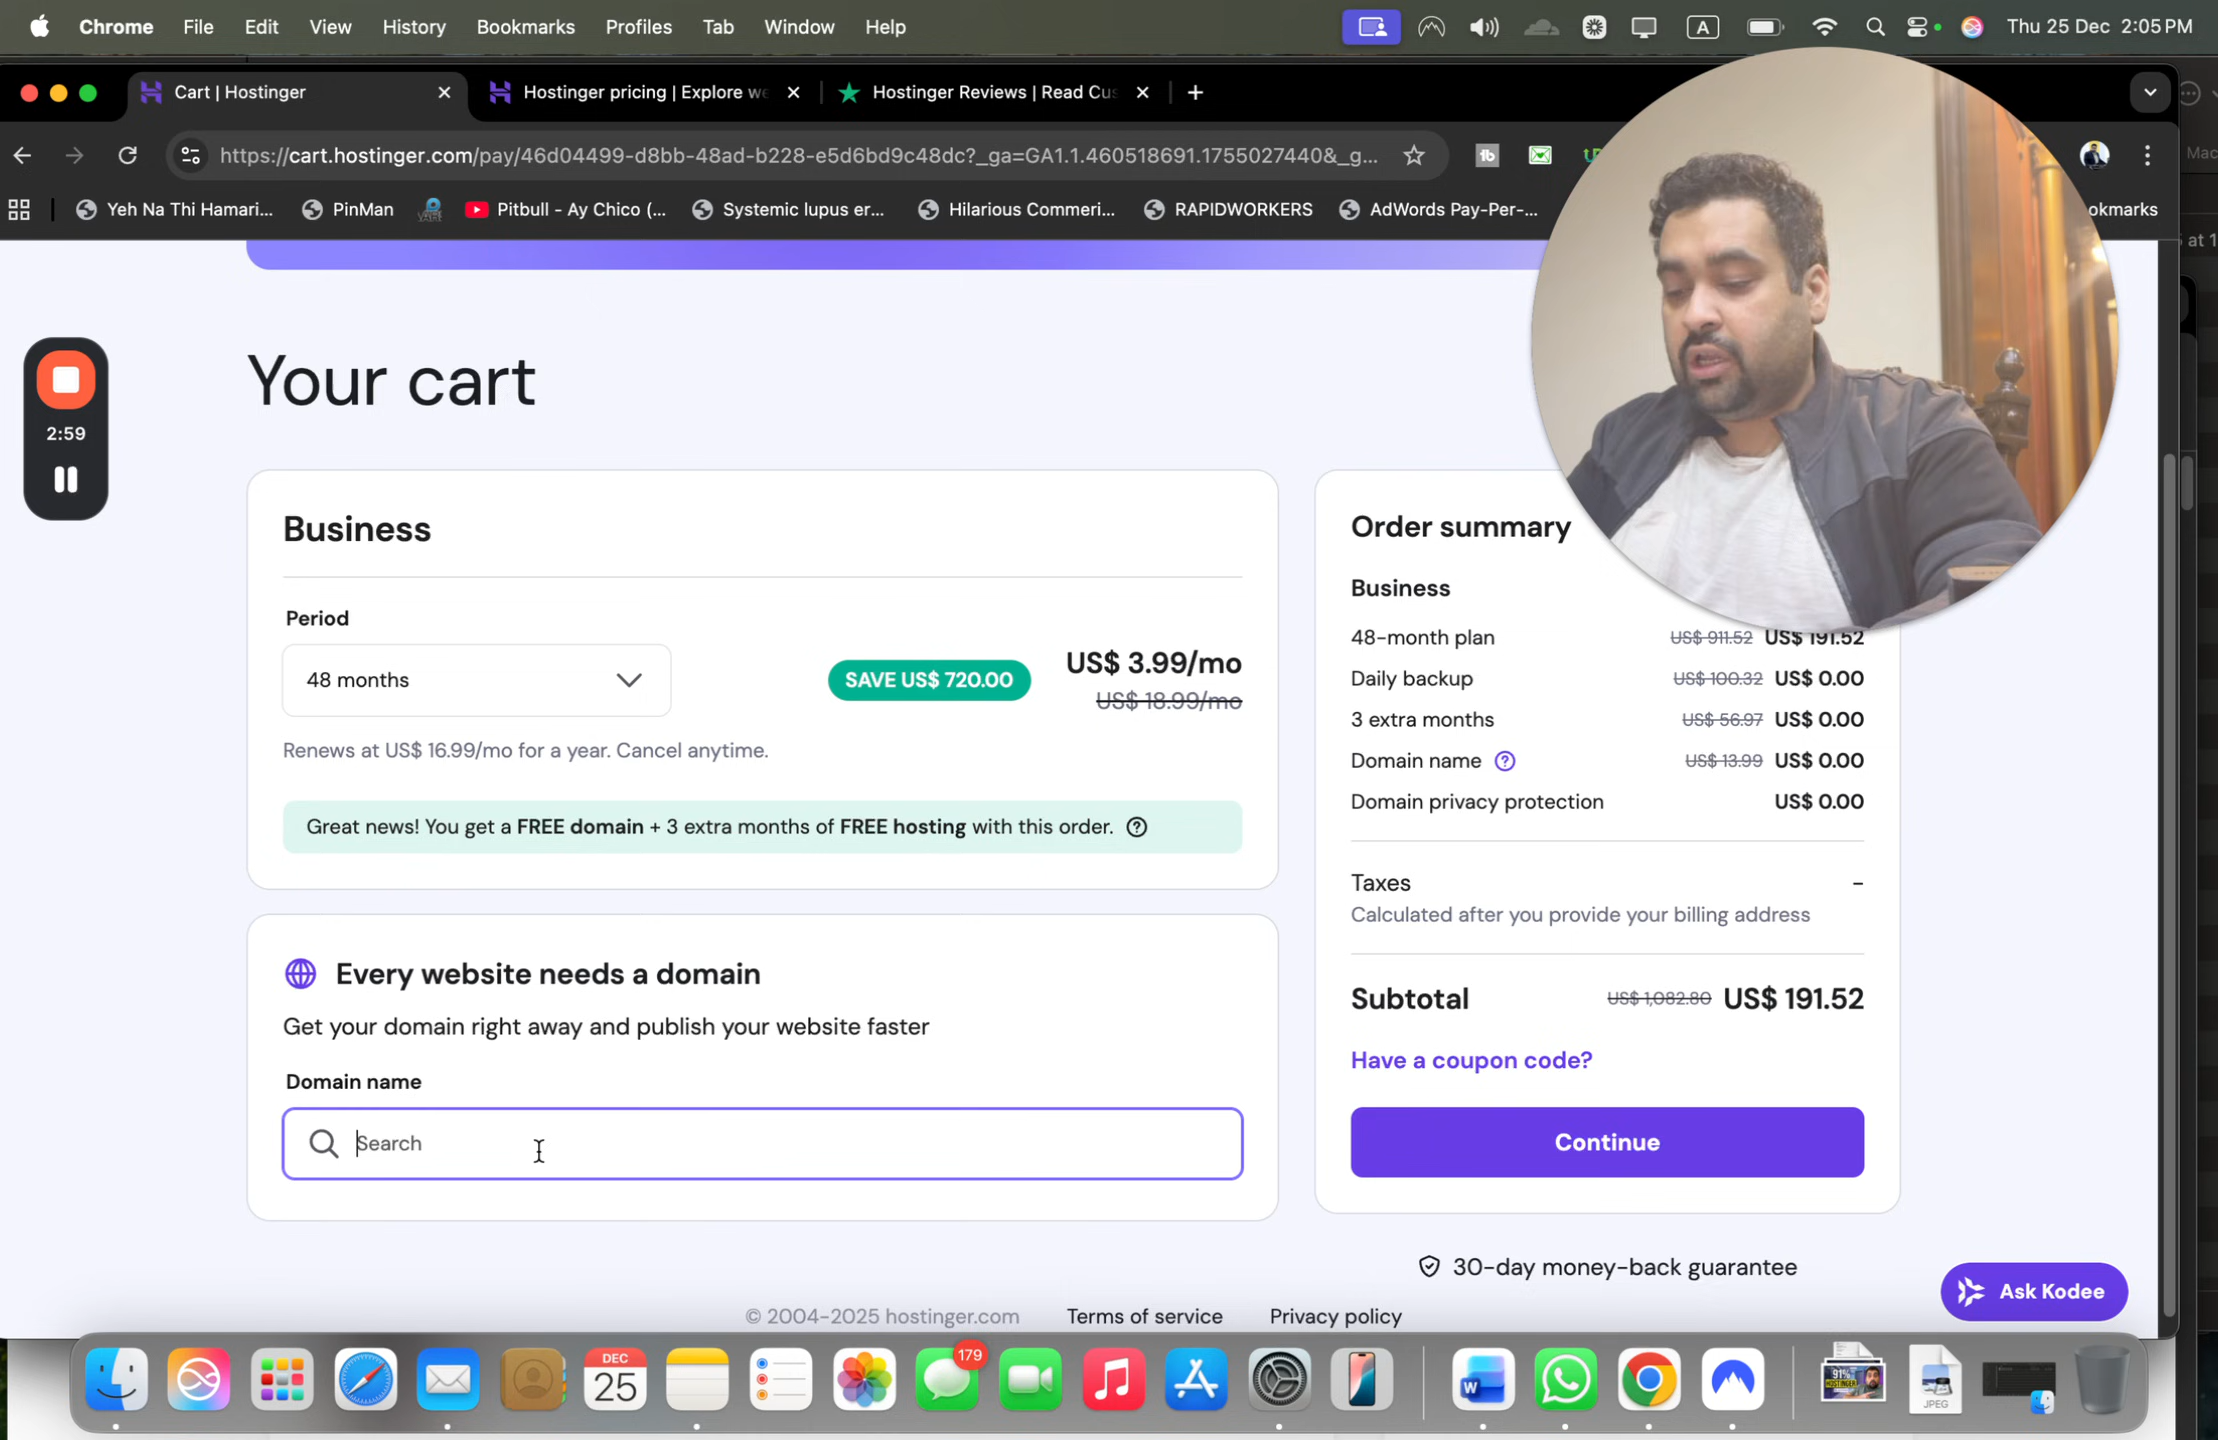 Chrome File Edit View History Bookmarks Profiles Tab Window Help
A
Thu 25 Dec 2:05 PM
Cart | Hostinger
Hostinger pricing | Explore we
Hostinger Reviews | Read Cus
https://cart.hostinger.com/pay/46d04499-d8bb-48ad-b228-e5d6bd9c48dc?_ga=GA1.1.460518691.1755027440&_g...
Yeh Na Thi Hamari...
PinMan
Pitbull - Ay Chico (...
Systemic lupus er...
Hilarious Commeri...
RAPIDWORKERS
AdWords Pay-Per-...
okmarks
Mac
at 1
2:59
Your cart
Business
Period
48 months
SAVE US$ 720.00
US$ 3.99/mo
US$ 18.99/mo
Renews at US$ 16.99/mo for a year. Cancel anytime.
Great news! You get a FREE domain + 3 extra months of FREE hosting with this order.
Every website needs a domain
Get your domain right away and publish your website faster
Domain name
Search
Order summary
Business
48-month plan US$ 911.52 US$ 191.52
Daily backup US$ 100.32 US$ 0.00
3 extra months US$ 56.97 US$ 0.00
Domain name US$ 13.99 US$ 0.00
Domain privacy protection US$ 0.00
Taxes -
Calculated after you provide your billing address
Subtotal US$ 1,082.80 US$ 191.52
Have a coupon code?
Continue
30-day money-back guarantee
Ask Kodee
© 2004-2025 hostinger.com Terms of service Privacy policy
DEC
25
179
W
91%
HOSTINGER
JPEG